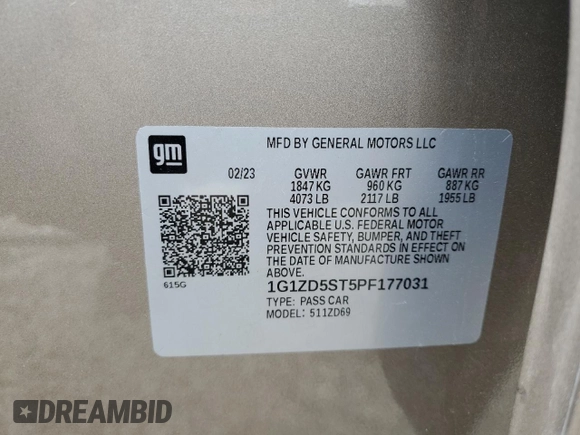 gm
MFD BY GENERAL MOTORS LLC
02/23 GVWR GAWR FRT GAWR RR
1847 KG 960 KG 887 KG
4073 LB 2117 LB 1955 LB
THIS VEHICLE CONFORMS TO ALL
APPLICABLE U.S. FEDERAL MOTOR
VEHICLE SAFETY, BUMPER, AND THEFT
PREVENTION STANDARDS IN EFFECT ON
THE DATE OF MANUFACTURE SHOWN
ABOVE.
615G
1G1ZD5ST5PF177031
TYPE: PASS CAR
MODEL: 511ZD69
DREAMBID